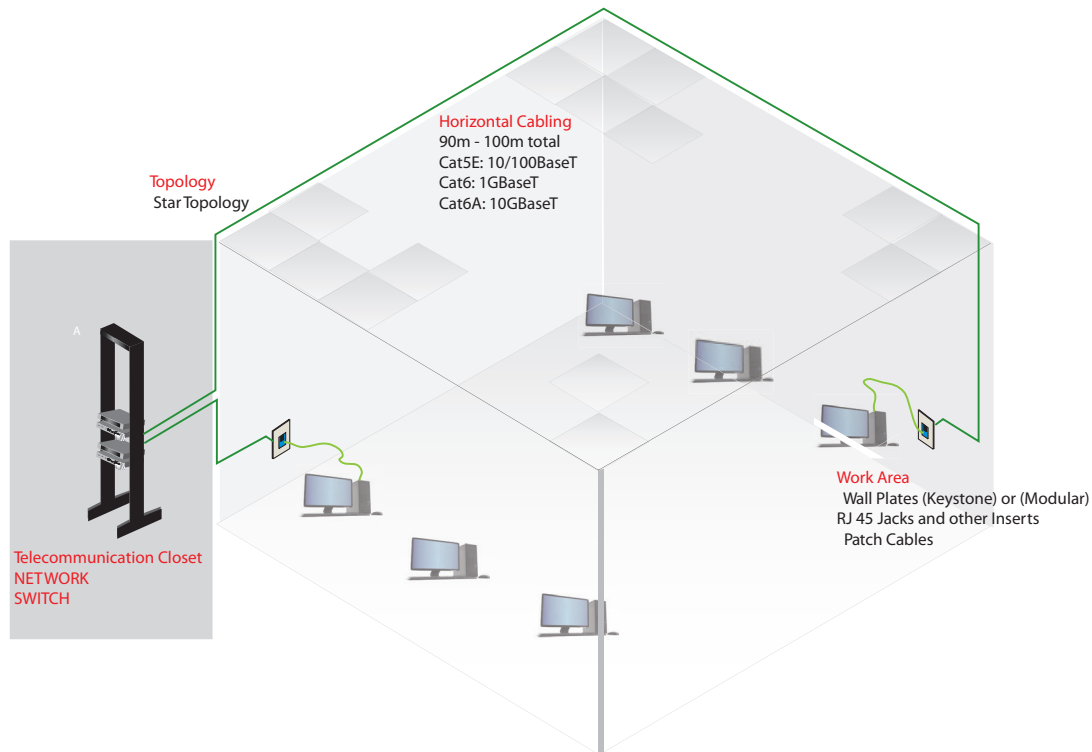 Horizontal Cabling
90m - 100m total
Cat5E: 10/100BaseT
Cat6: 1GBaseT
Cat6A: 10GBaseT
Topology
Star Topology
A
Telecommunication Closet
NETWORK
SWITCH
Work Area
Wall Plates (Keystone) or (Modular)
RJ 45 Jacks and other Inserts
Patch Cables